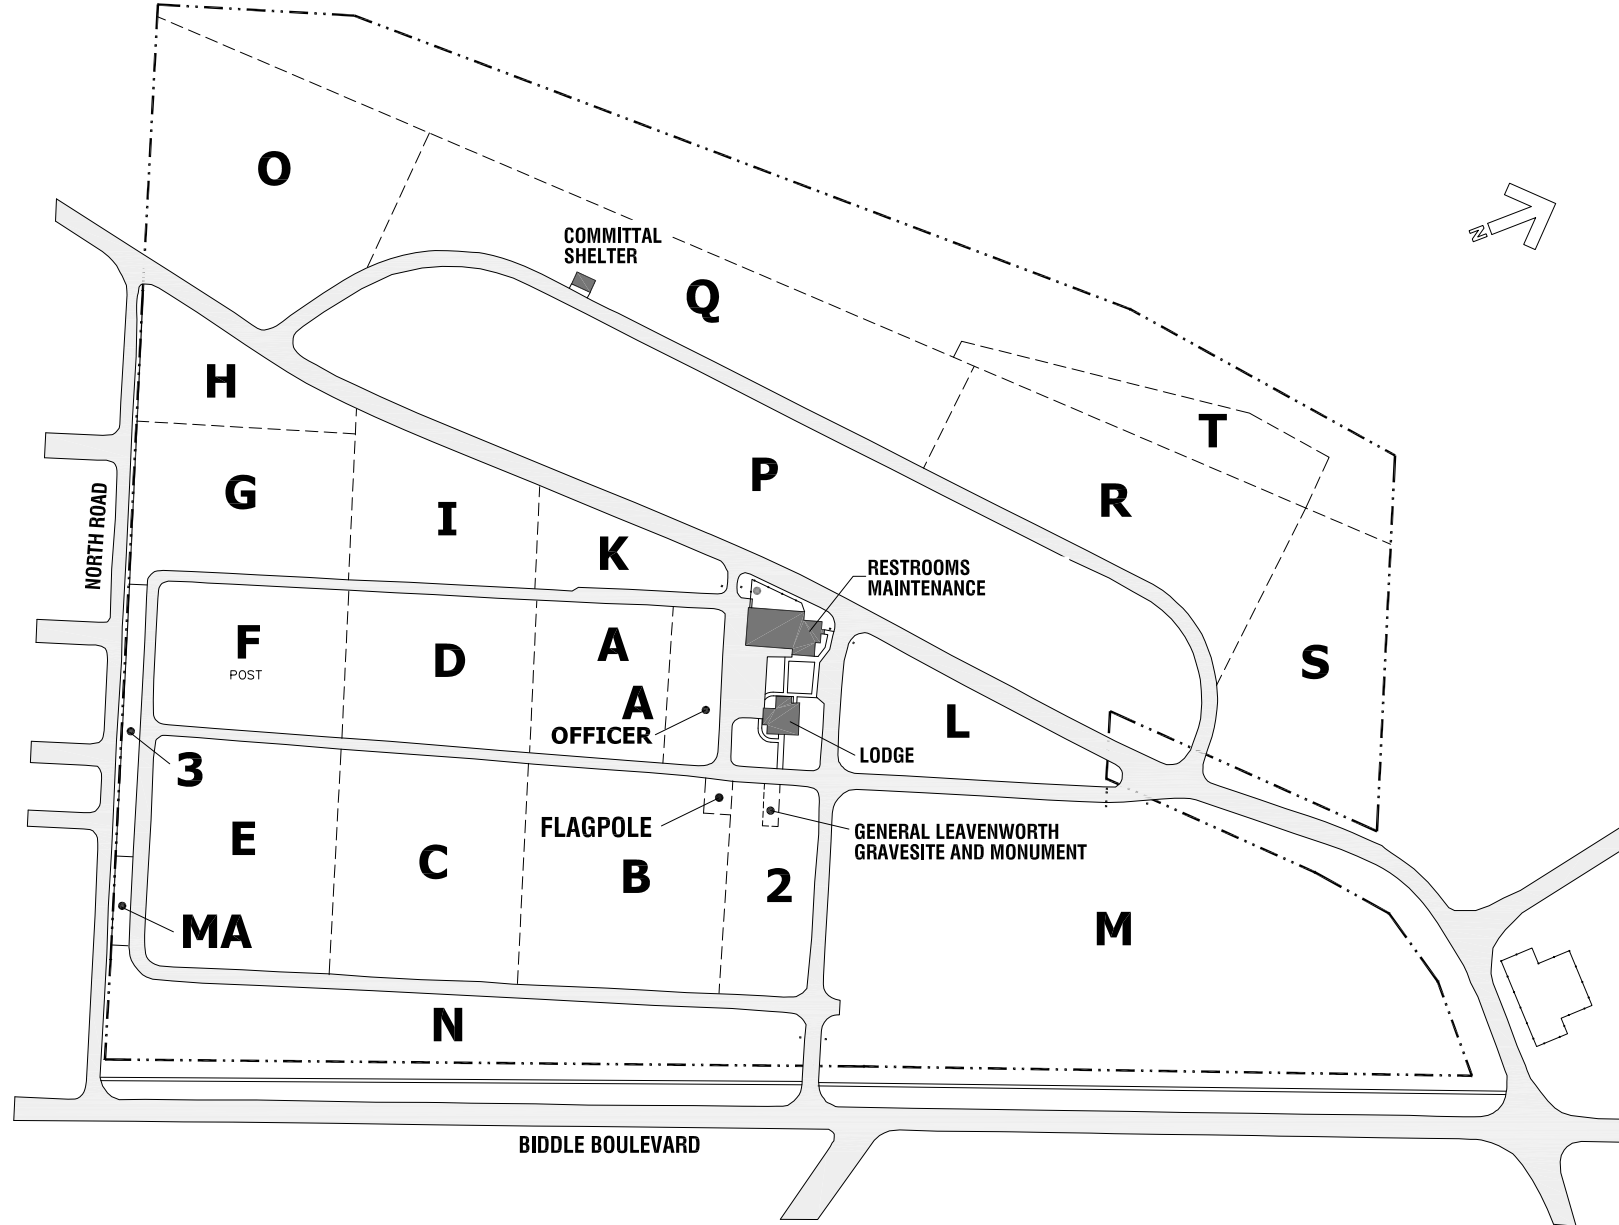 O
COMMITTAL
SHELTER
N
Q
H
T
P
G
R
I
NORTH ROAD
K
RESTROOMS
MAINTENANCE
F
POST
D
A
S
A
OFFICER
L
LODGE
3
FLAGPOLE
GENERAL LEAVENWORTH
GRAVESITE AND MONUMENT
E
C
B
2
MA
M
N
BIDDLE BOULEVARD